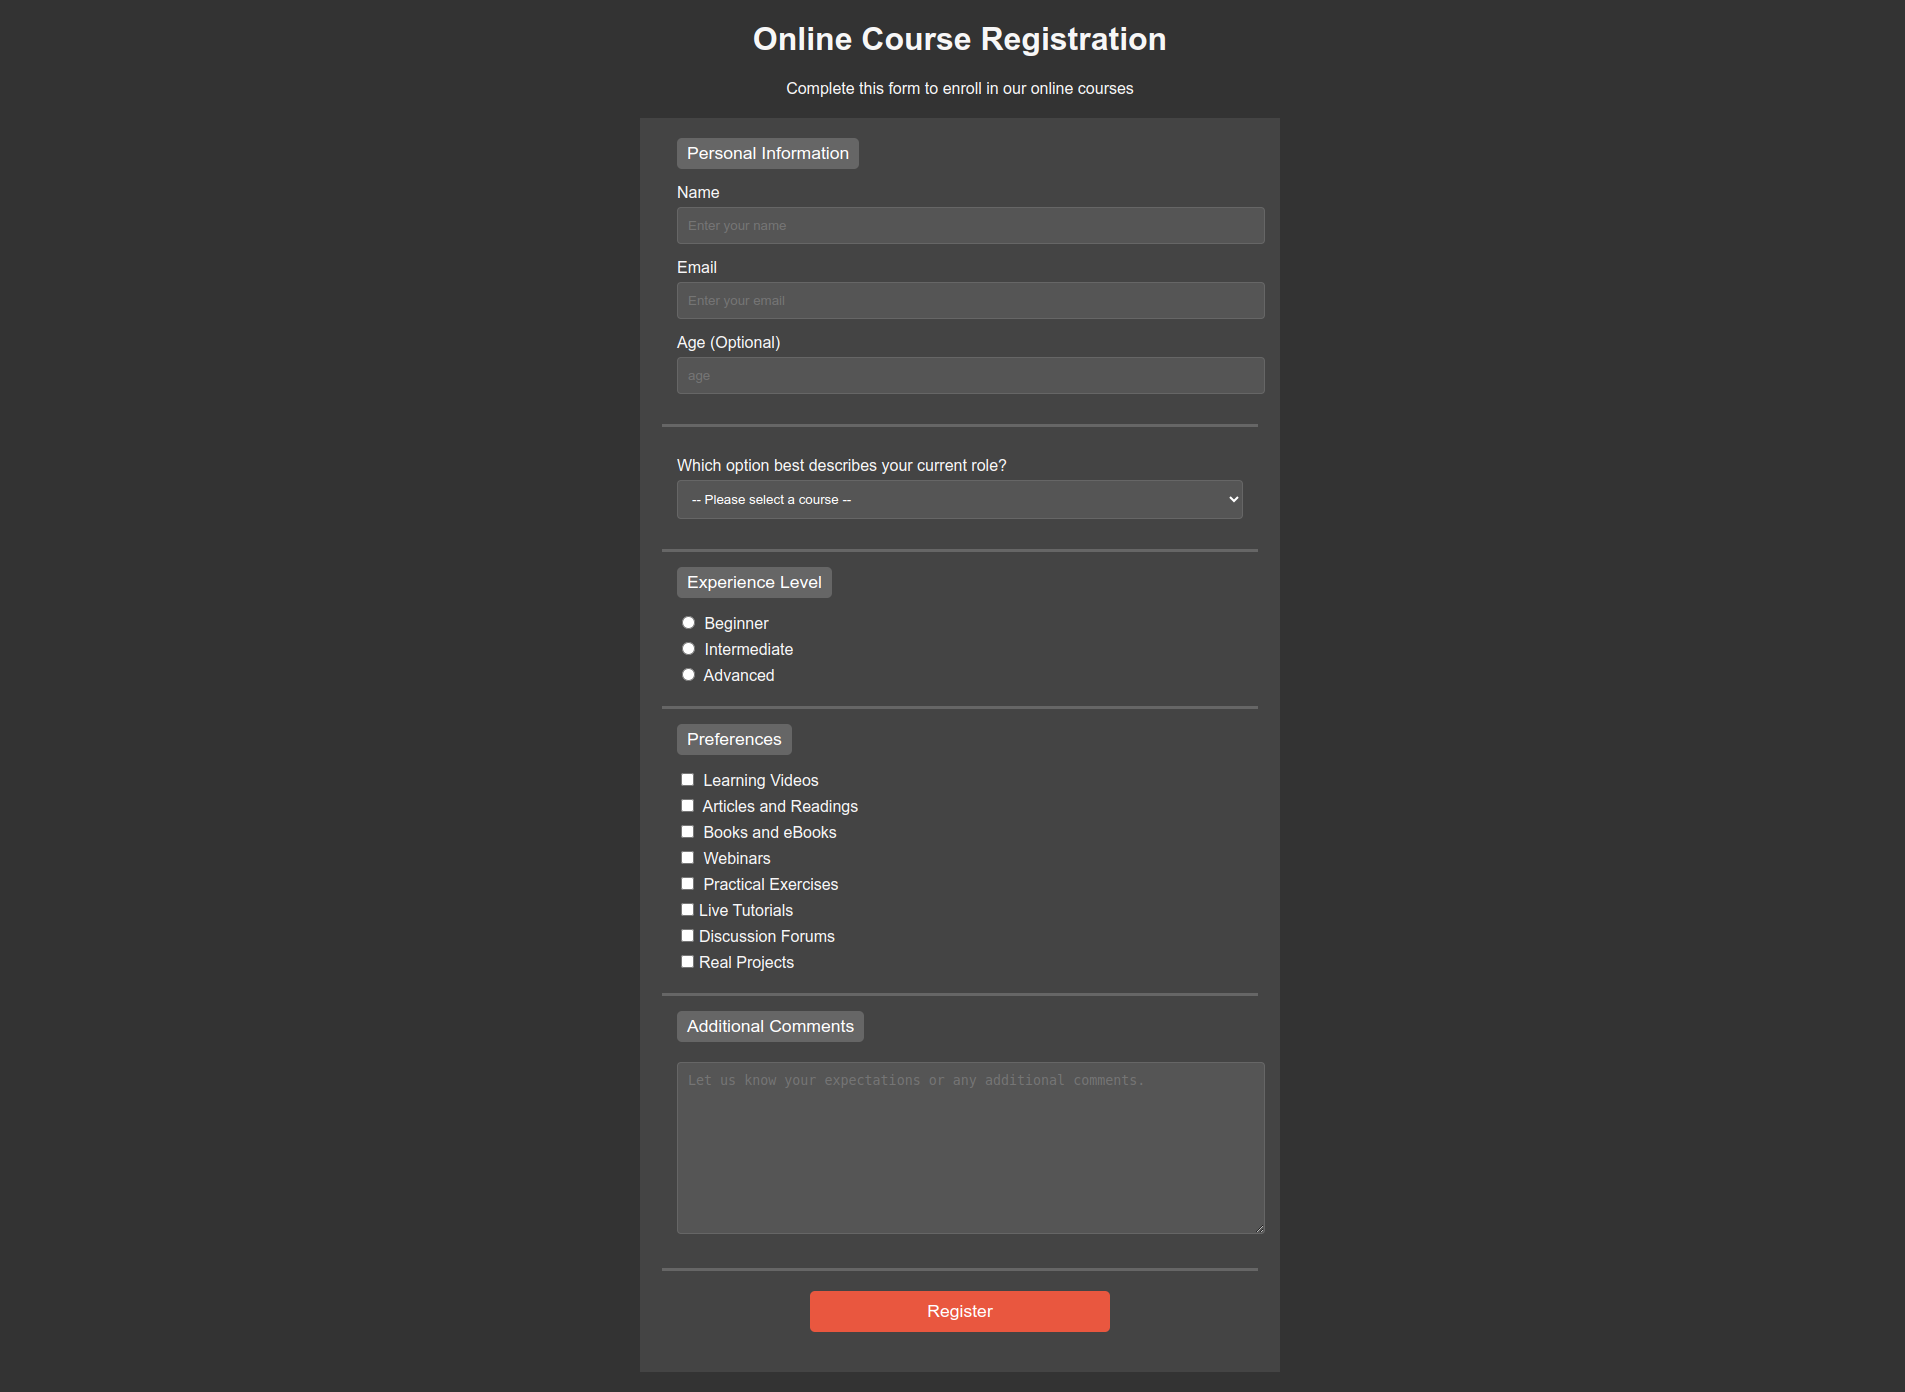 Online Course Registration
Complete this form to enroll in our online courses
Personal Information
Name
Enter your name
Email
Enter your email
Age (Optional)
age
Which option best describes your current role?
-- Please select a course --
Experience Level
Beginner
Intermediate
Advanced
Preferences
Learning Videos
Articles and Readings
Books and eBooks
Webinars
Practical Exercises
Live Tutorials
Discussion Forums
Real Projects
Additional Comments
Let us know your expectations or any additional comments.
Register